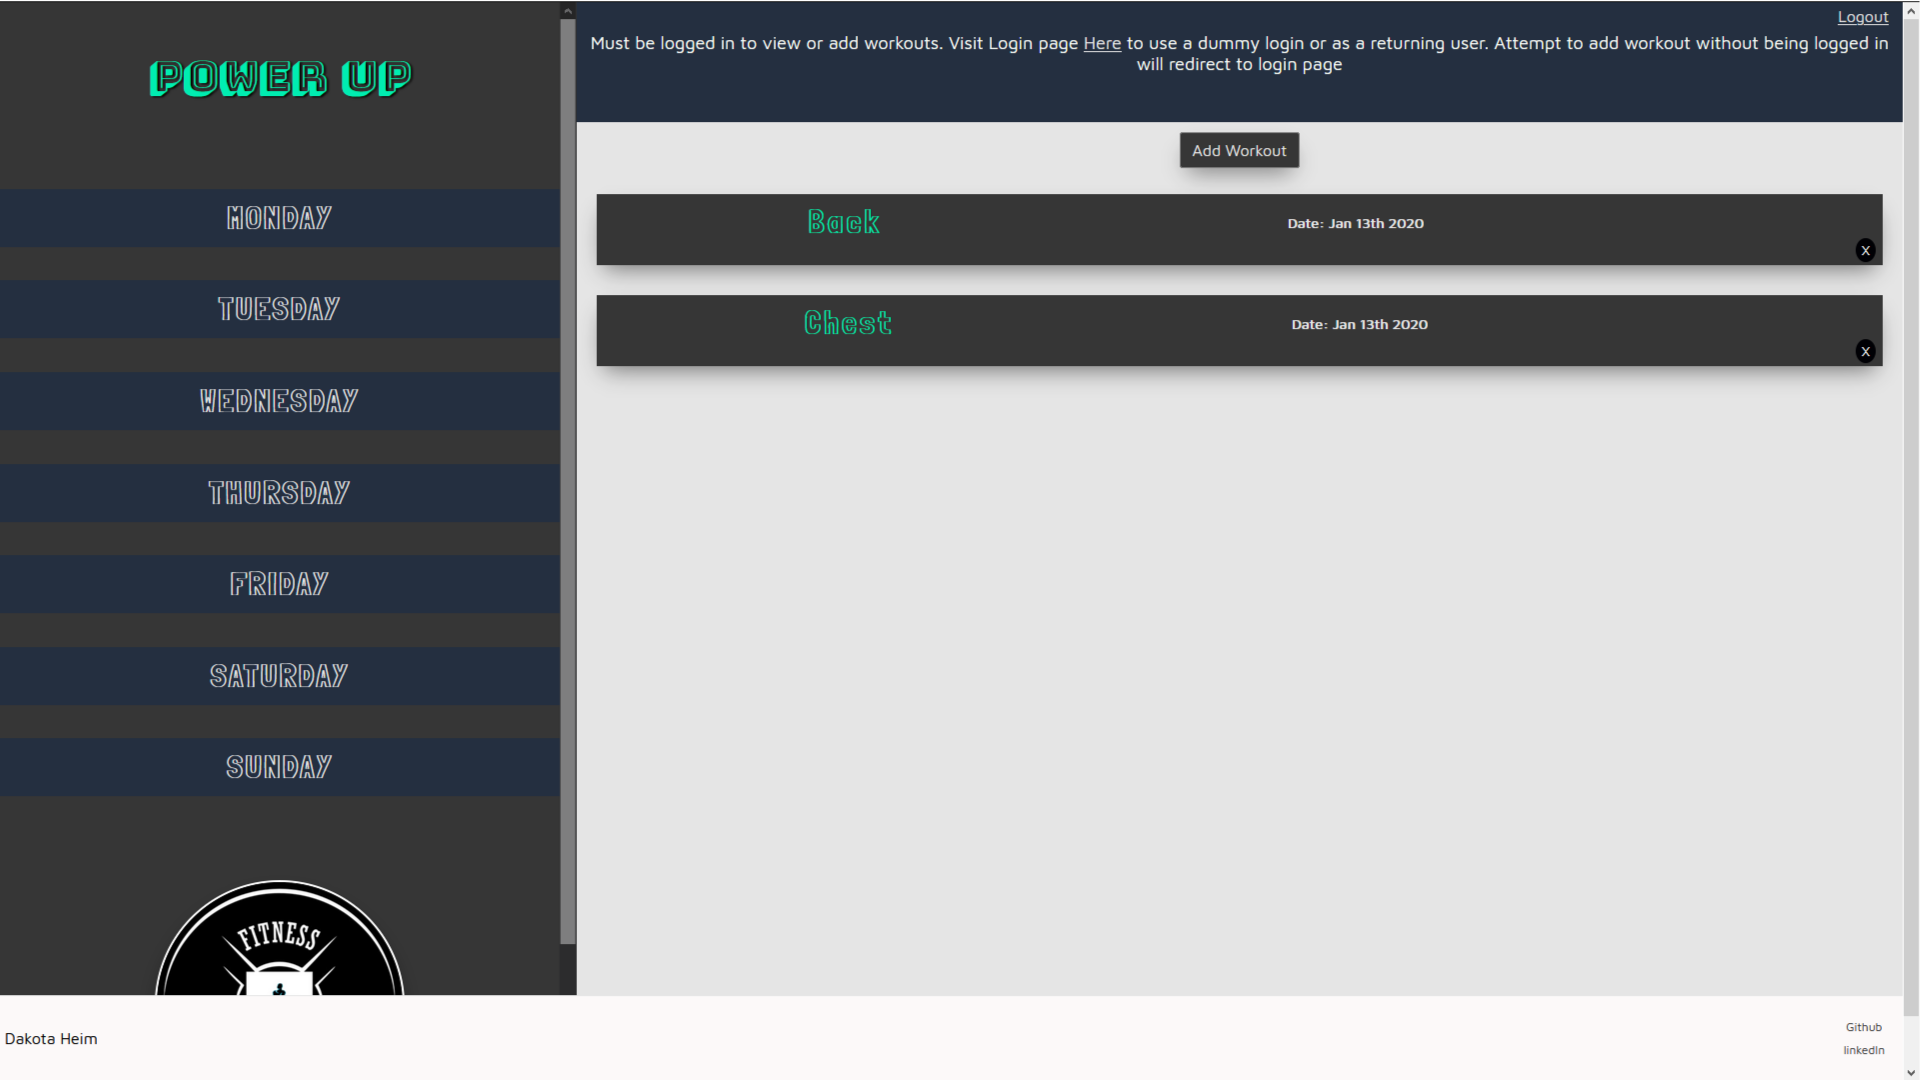 POWER UP
MONDAY
TUESDAY
WEDNESDAY
THURSDAY
FRIDAY
SATURDAY
SUNDAY
FITNESS
Logout
Must be logged in to view or add workouts. Visit Login page Here to use a dummy login or as a returning user. Attempt to add workout without being logged in
will redirect to login page
Add Workout
Back
Date: Jan 13th 2020
X
Chest
Date: Jan 13th 2020
X
Dakota Heim
Github
linkedIn